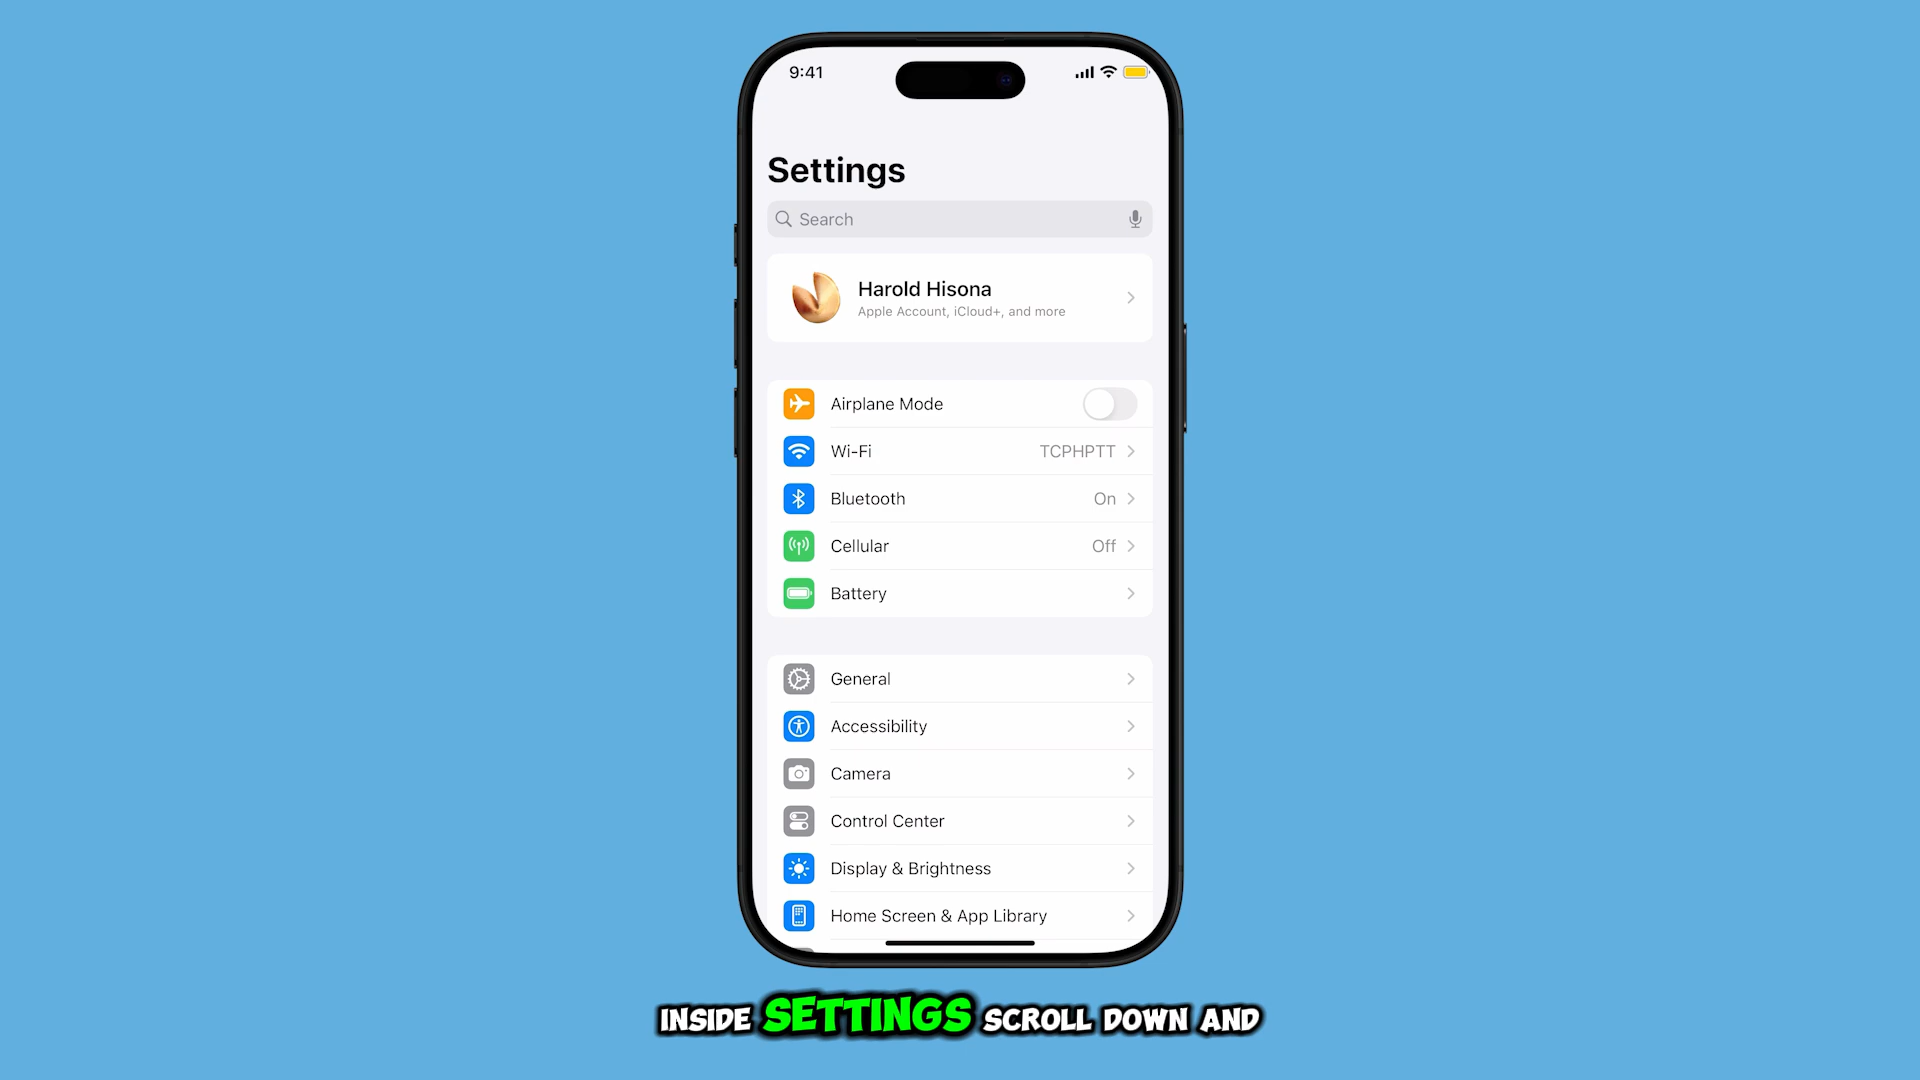 9:41
Settings
Search
Harold Hisona
Apple Account, iCloud+, and more
Airplane Mode
Wi-Fi TCPHPTT
Bluetooth On
Cellular Off
Battery
General
Accessibility
Camera
Control Center
Display & Brightness
Home Screen & App Library
INSIDE SETTINGS SCROLL DOWN AND